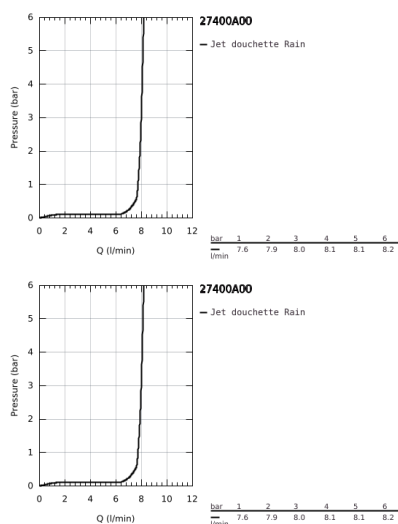 27400A00
Jet douchette Rain
6
5
4
3
2
1
0
Pressure (bar)
0 2 4 6 8 10 12
Q (l/min)
bar 1 2 3 4 5 6
7.6 7.9 8.0 8.1 8.1 8.2
l/min
27400A00
Jet douchette Rain
6
5
4
3
2
1
0
Pressure (bar)
0 2 4 6 8 10 12
Q (l/min)
bar 1 2 3 4 5 6
7.6 7.9 8.0 8.1 8.1 8.2
l/min